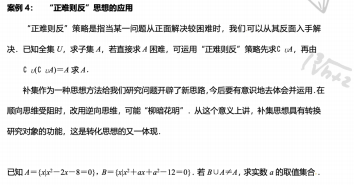 案例 4： “正难则反”思想的应用
“正难则反”策略是指当某一问题从正面解决较困难时，我们可以从其反面入手解
决．已知全集 U，求子集 A，若直接求 A 困难，可运用“正难则反”策略先求∁UA，再由
∁U(∁UA)=A 求 A．
补集作为一种思想方法给我们研究问题开辟了新思路，今后要有意识地去体会并运用．在
顺向思维受阻时，改用逆向思维，可能“柳暗花明”．从这个意义上讲，补集思想具有转换
研究对象的功能，这是转化思想的又一体现．
已知 A={x|x²−2x−8=0}，B={x|x²+ax+a²−12=0}．若 B∪A≠A，求实数 a 的取值集合．